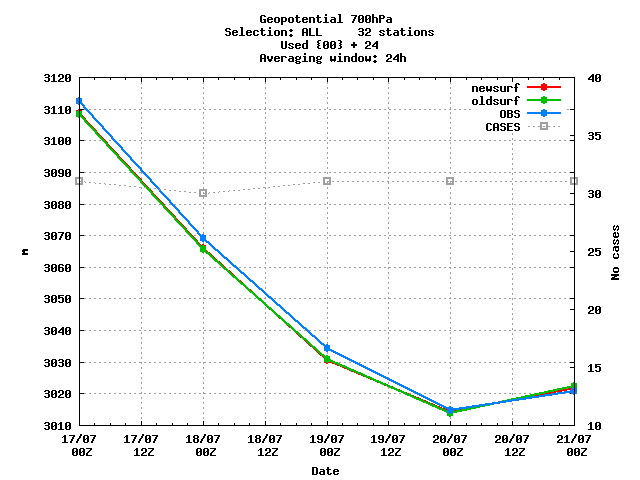 Geopotential 700hPa
Selection: ALL     32 stations
Used {00} + 24
Averaging window: 24h
3120
3110
3100
3090
3080
3070
3060
3050
3040
3030
3020
3010
m
newsurf
oldsurf
OBS
CASES
40
35
30
25
20
15
10
No cases
17/07 17/07 18/07 18/07 19/07 19/07 20/07 20/07 21/07
00Z 12Z 00Z 12Z 00Z 12Z 00Z 12Z 00Z
Date